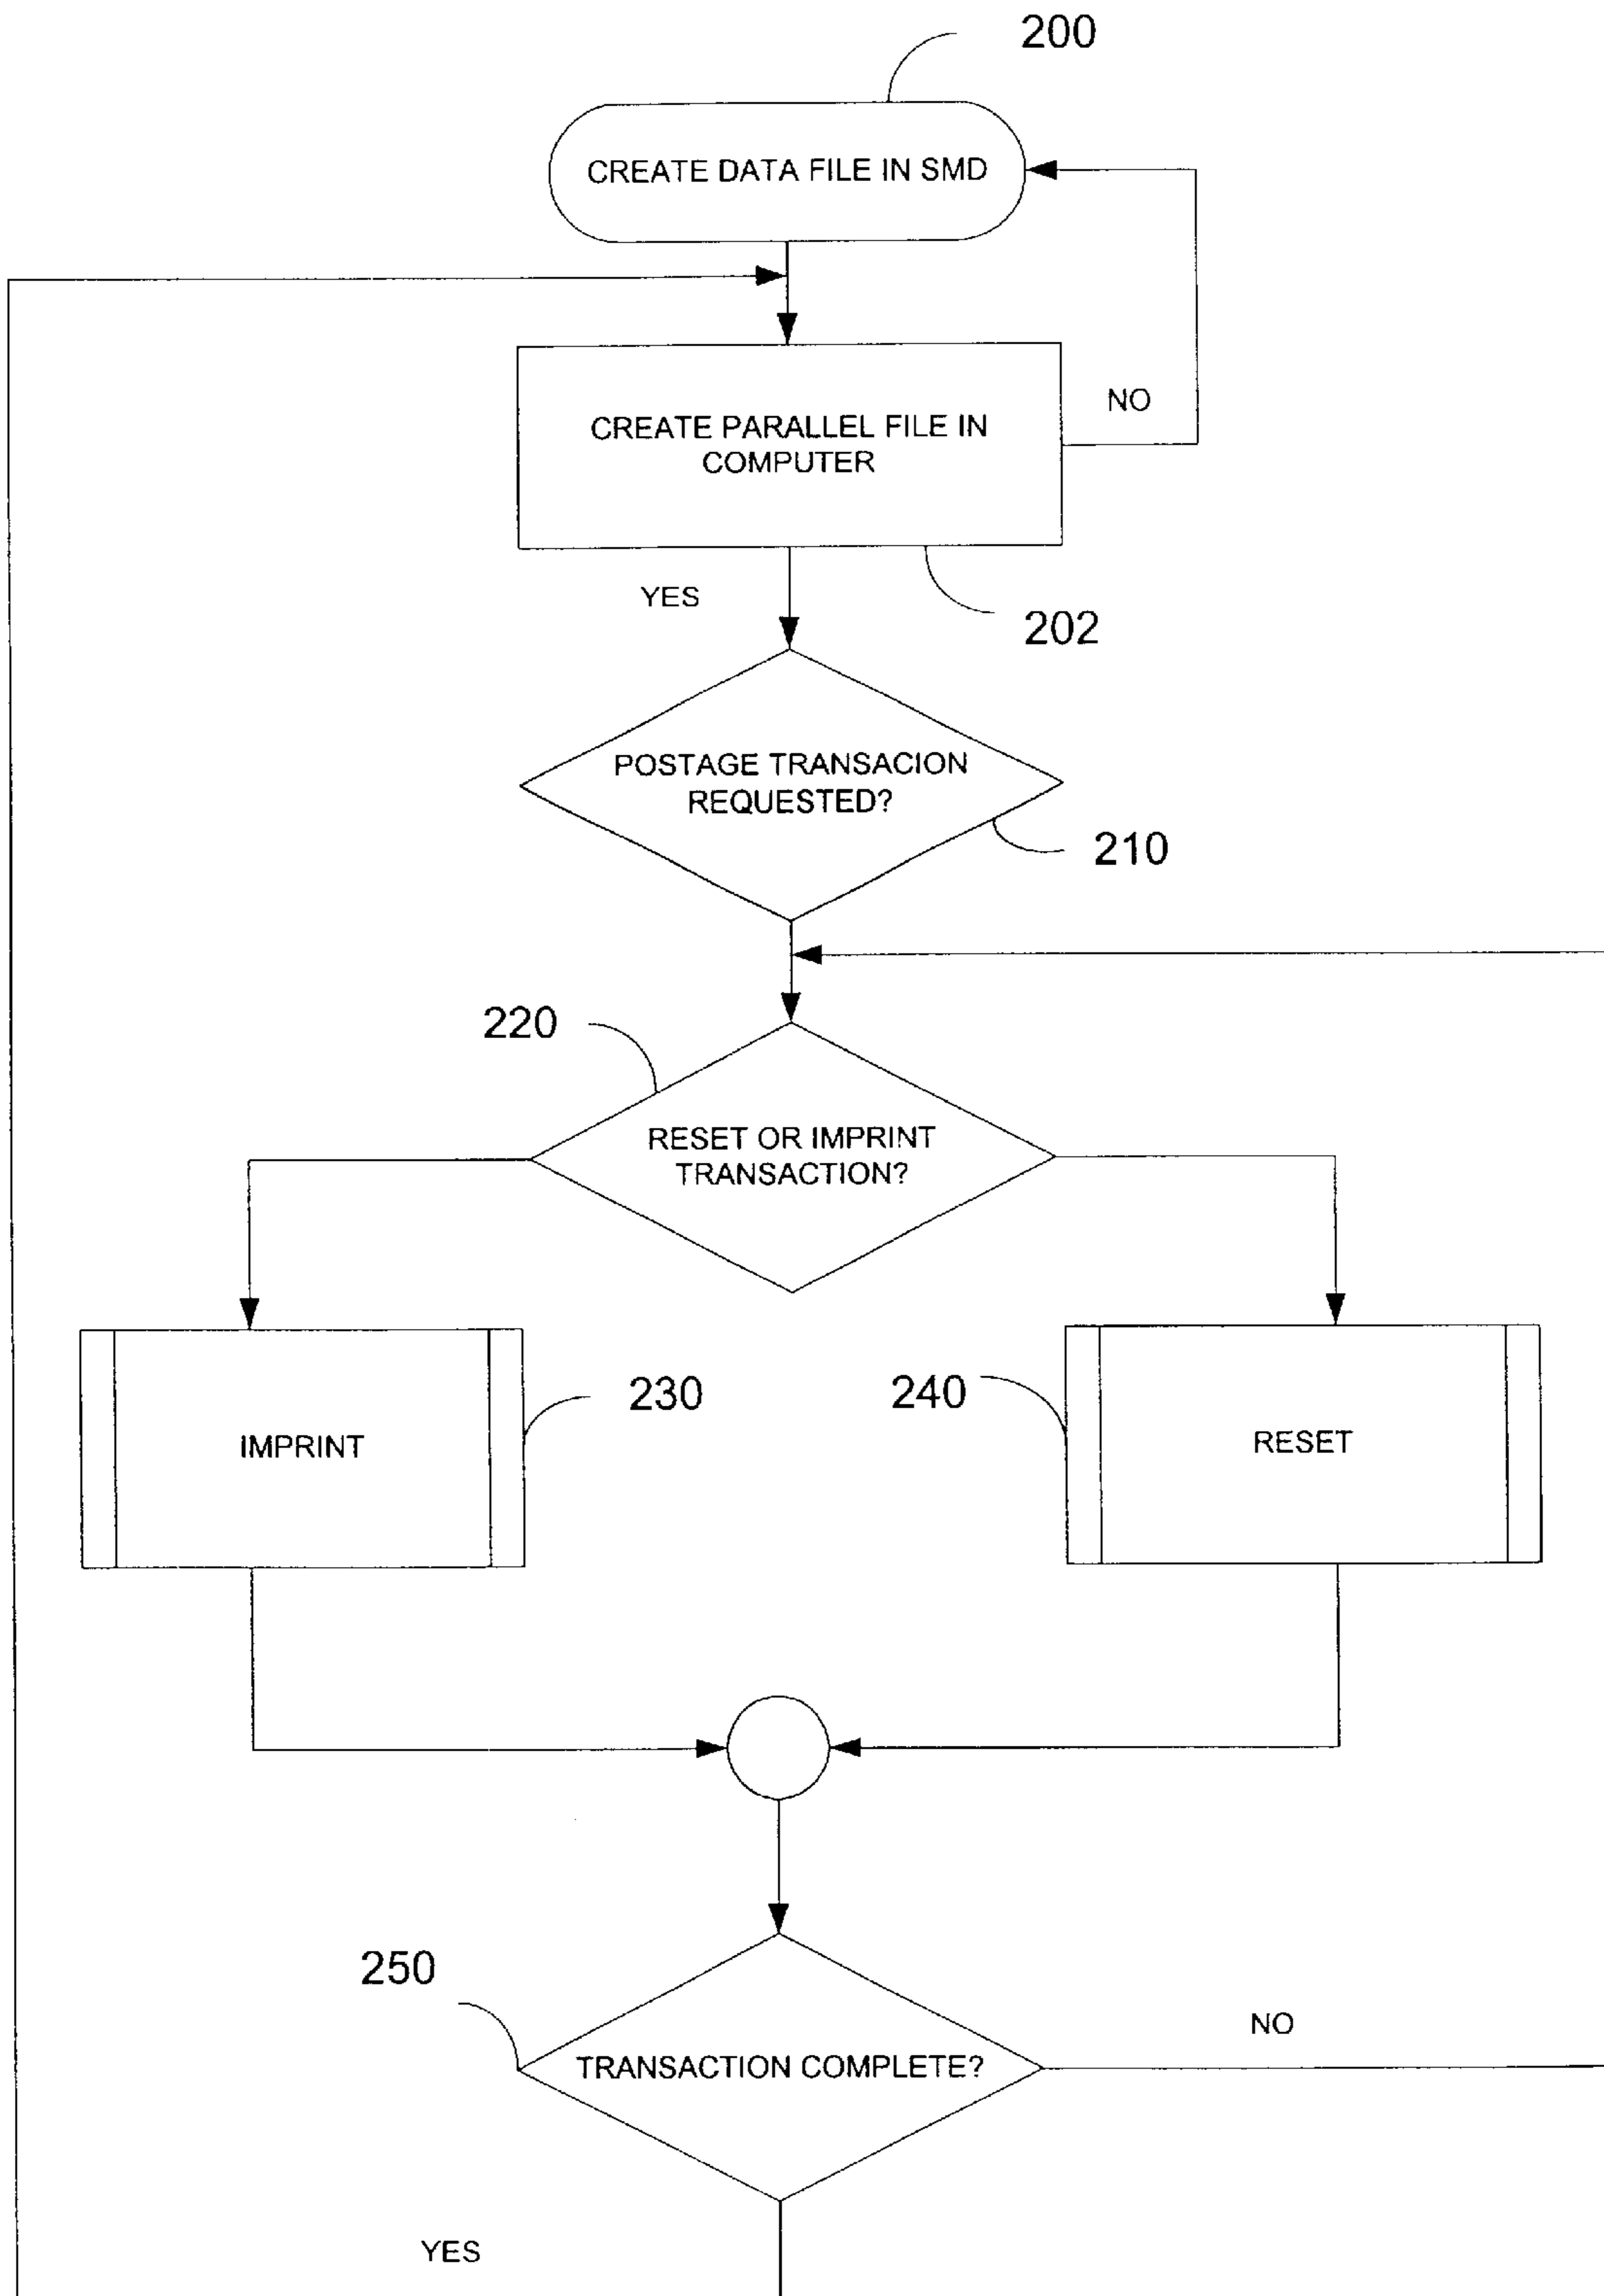 200
CREATE DATA FILE IN SMD
NO
CREATE PARALLEL FILE IN
COMPUTER
YES
202
POSTAGE TRANSACION
REQUESTED?
210
220
RESET OR IMPRINT
TRANSACTION?
230
240
IMPRINT
RESET
250
NO
TRANSACTION COMPLETE?
YES